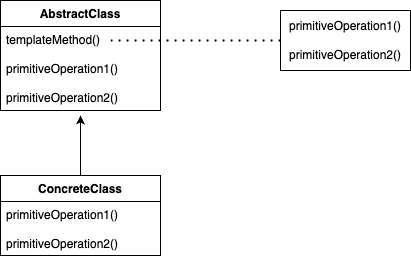 AbstractClass
templateMethod()
primitiveOperation1()
primitiveOperation2()
primitiveOperation1()
primitiveOperation2()
ConcreteClass
primitiveOperation1()
primitiveOperation2()